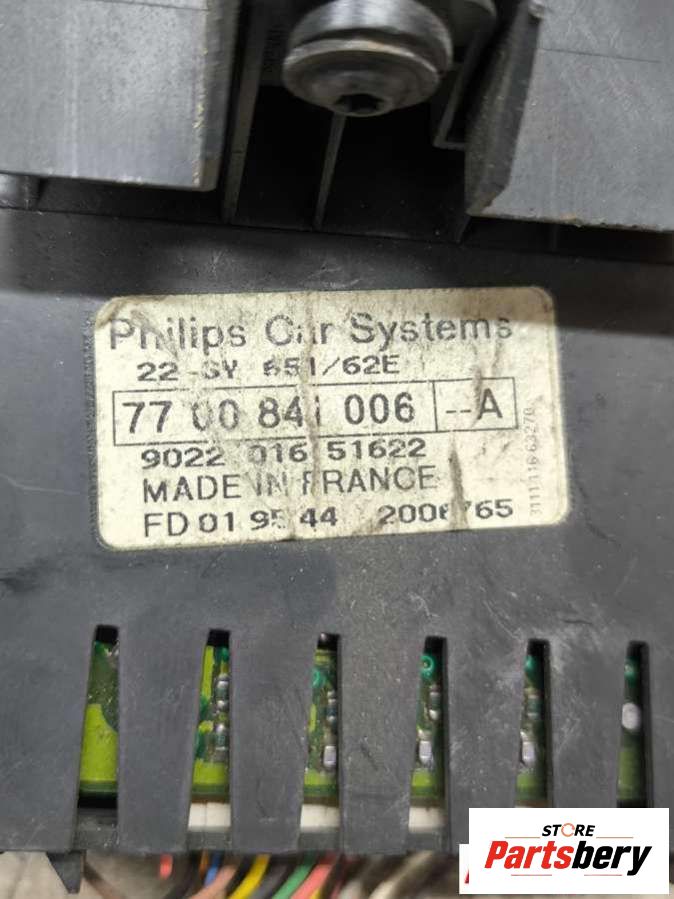 Philips Car Systems
22-SY 651/62E
77 00 841 006 --A
9022 016 51622
MADE IN FRANCE
FD 01 95 44 2006765
STORE
Partsbery